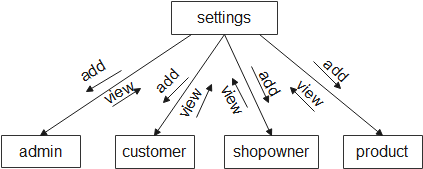 settings
add
view
add
view
add
view
add
view
admin
customer
shopowner
product